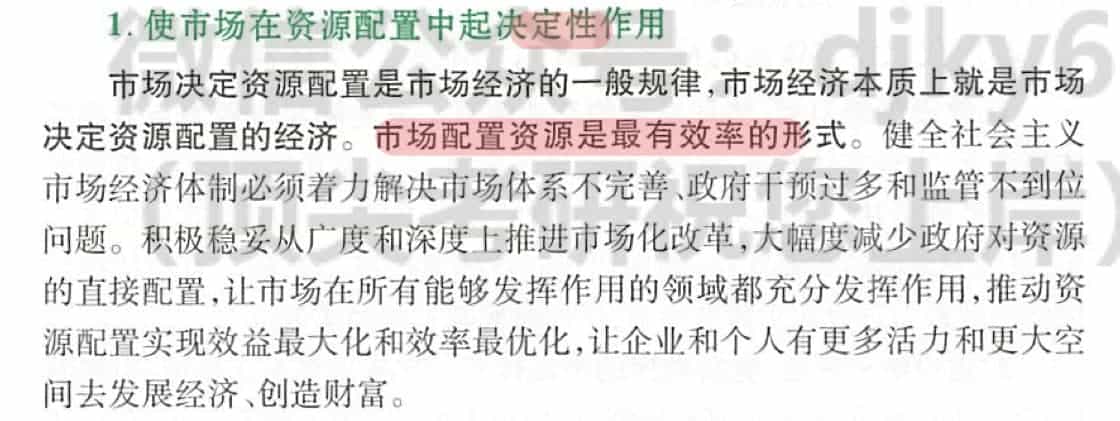 1. 使市场在资源配置中起决定性作用
市场决定资源配置是市场经济的一般规律,市场经济本质上就是市场
决定资源配置的经济。市场配置资源是最有效率的形式。健全社会主义
市场经济体制必须着力解决市场体系不完善、政府干预过多和监管不到位
问题。积极稳妥从广度和深度上推进市场化改革,大幅度减少政府对资源
的直接配置,让市场在所有能够发挥作用的领域都充分发挥作用,推动资
源配置实现效益最大化和效率最优化,让企业和个人有更多活力和更大空
间去发展经济、创造财富。
微信公众号：djky6